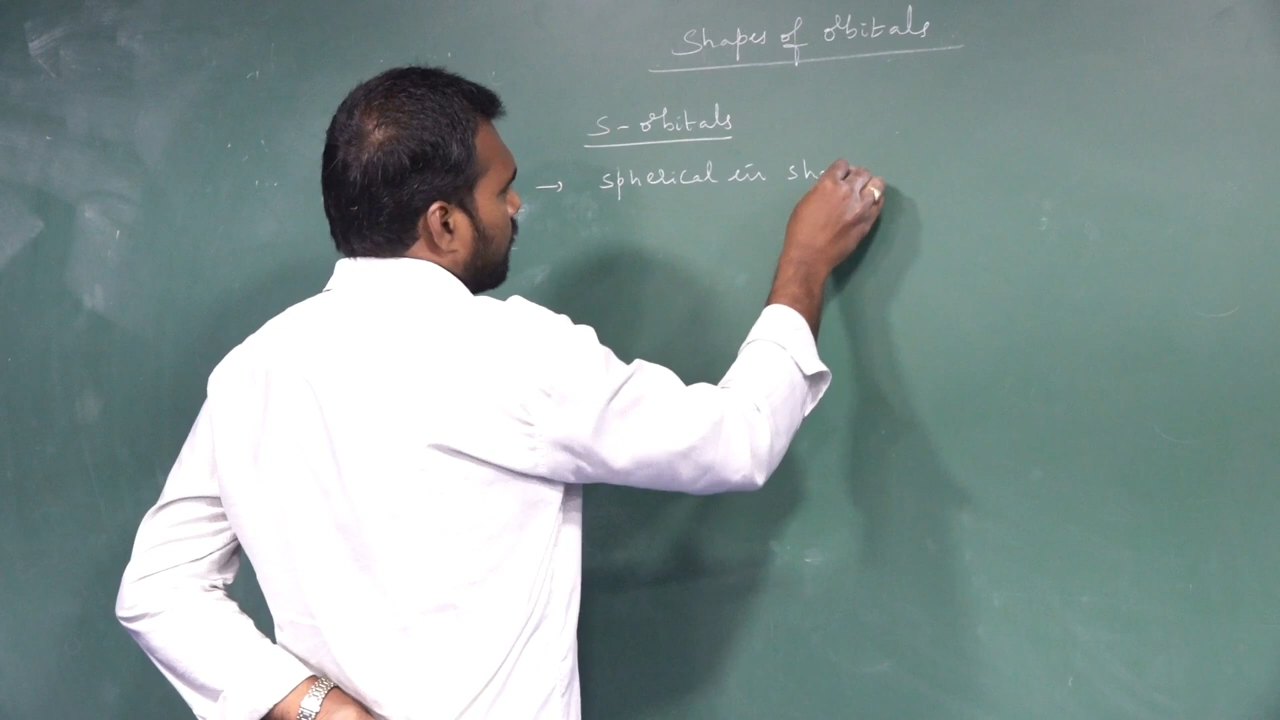 Shapes of orbitals
S-orbitals
→ spherical in sh